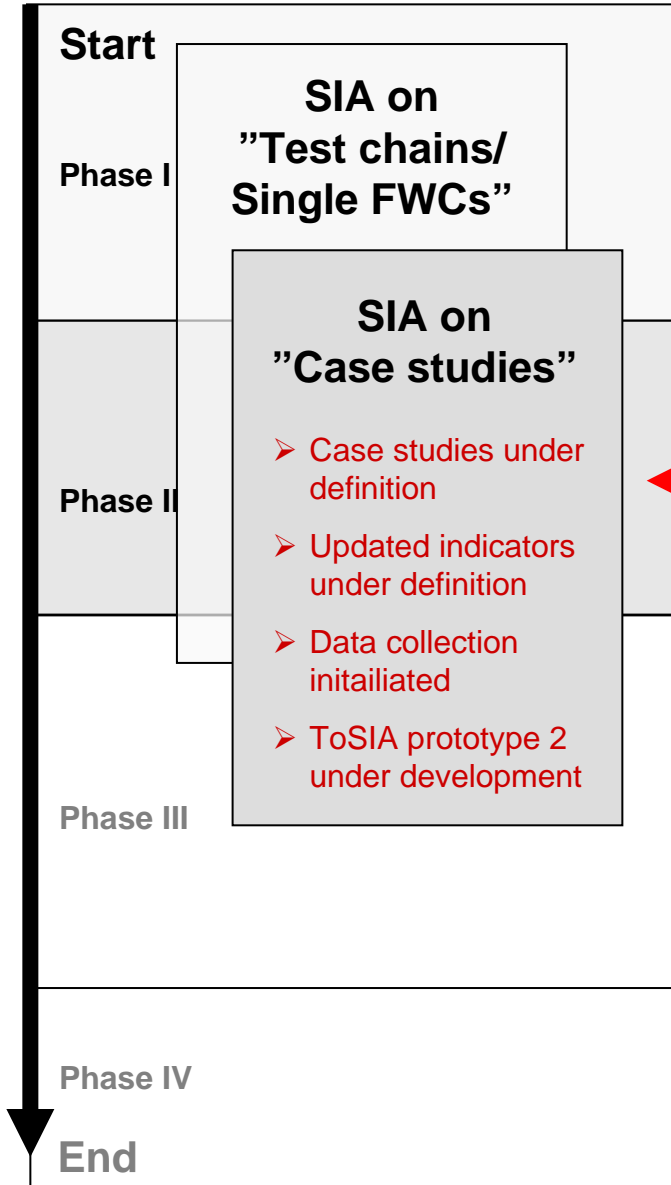 Start
SIA on
”Test chains/
Single FWCs”
Phase I
SIA on
”Case studies”
➢ Case studies under
definition
Phase II
➢ Updated indicators
under definition
➢ Data collection
initailiated
➢ ToSIA prototype 2
under development
Phase III
Phase IV
End